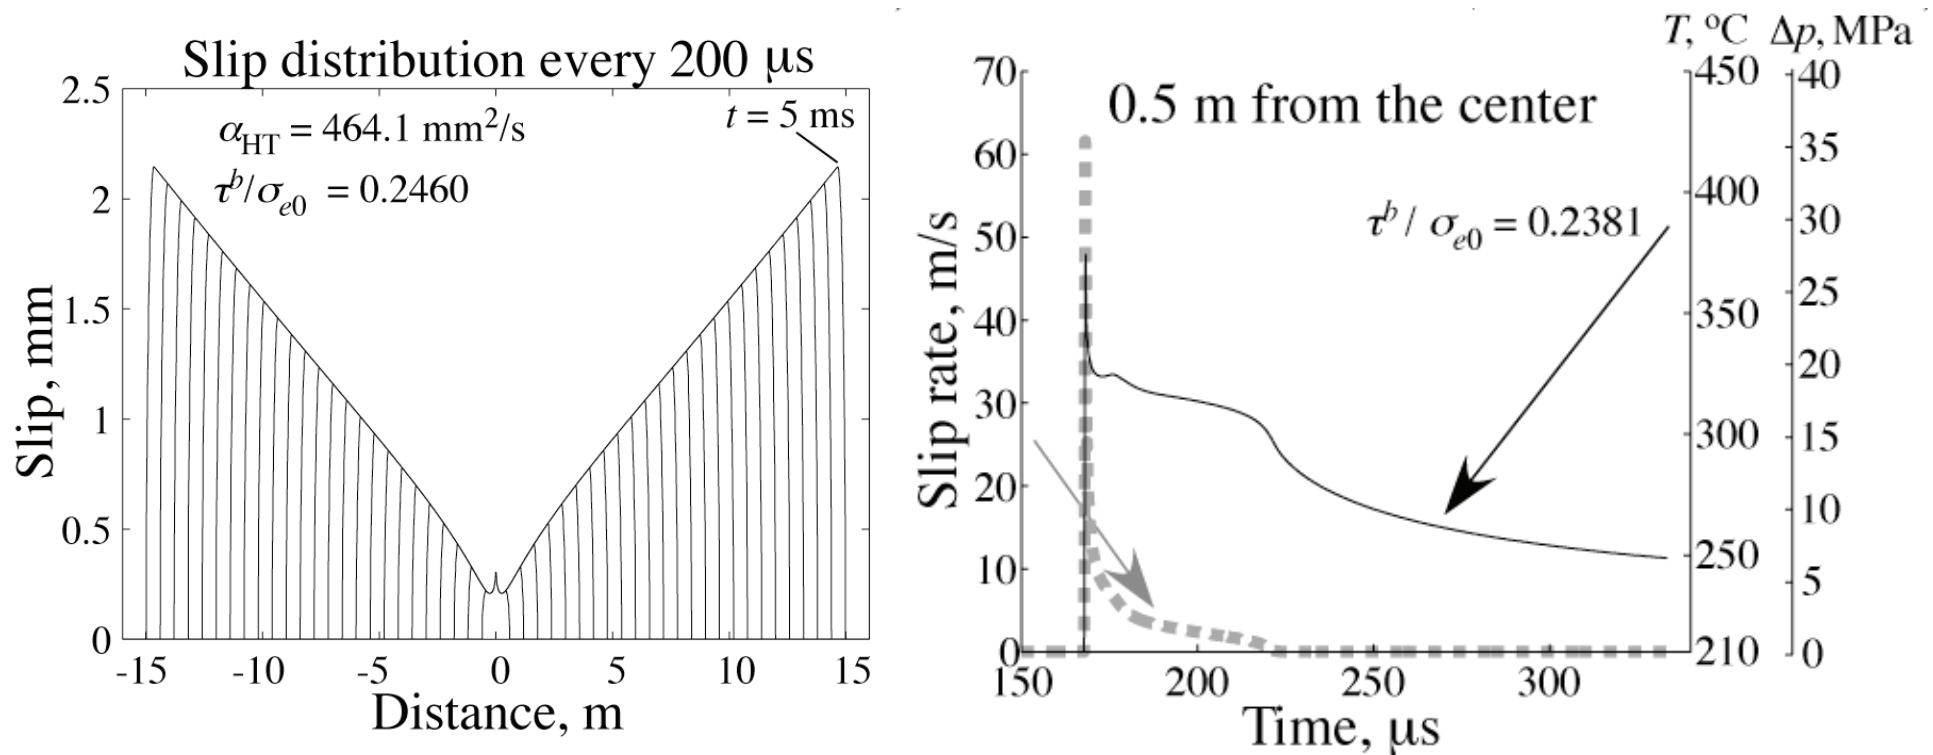 Slip distribution every 200 μs
2.5
2
1.5
1
0.5
0
Slip, mm
α_HT = 464.1 mm²/s
τᵇ/σ_e0 = 0.2460
t = 5 ms
-15 -10 -5 0 5 10 15
Distance, m
T, °C Δp, MPa
0.5 m from the center
70
60
50
40
30
20
10
0
Slip rate, m/s
τᵇ / σ_e0 = 0.2381
450
400
350
300
250
210
40
35
30
25
20
15
10
5
0
150 200 250 300
Time, μs